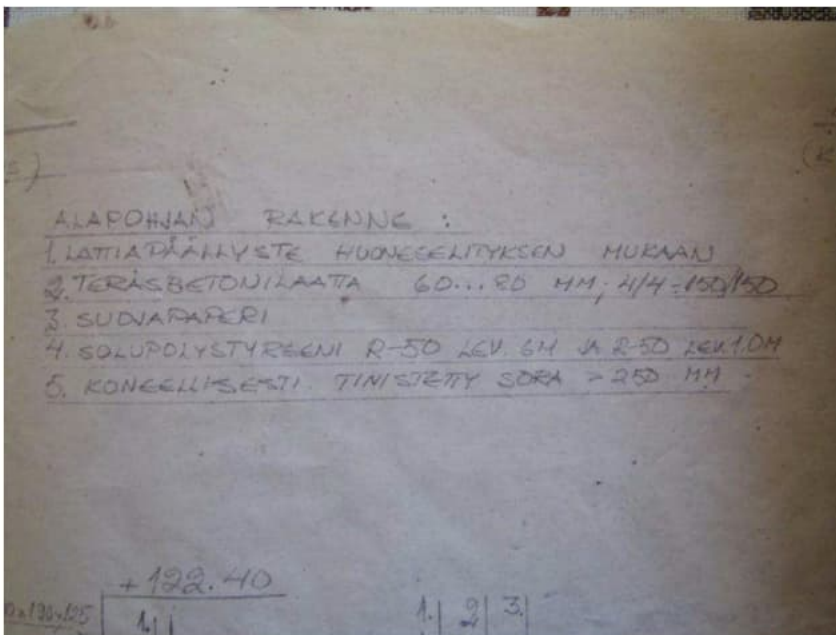 ALAPOHJAN RAKENNE :
1. LATTIAPÄÄLLYSTE HUONESELITYKSEN MUKAAN
2. TERÄSBETONILAATTA 60...80 MM; 4/4-150/150
3. SUOJAPAPERI
4. SOLUPOLYSTYREENI R-50 LEV. 6M JA R-50 LEV. 1.0M
5. KONEELLISESTI TIIVISTETTY SORA > 250 MM
+122.40
1. 1. 2 3.